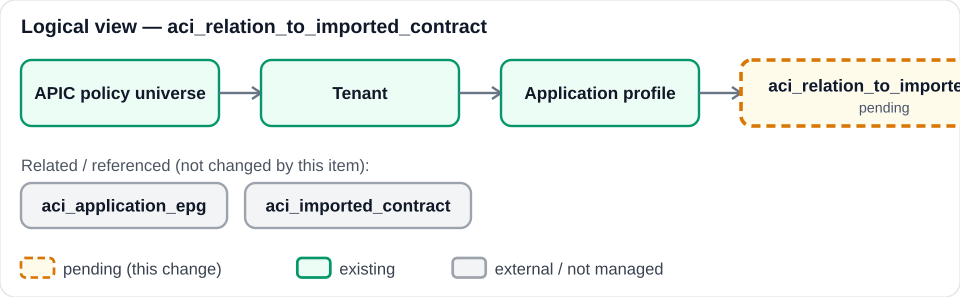 Logical view — aci_relation_to_imported_contract
APIC policy universe
Tenant
Application profile
aci_relation_to_importe
pending
Related / referenced (not changed by this item):
aci_application_epg
aci_imported_contract
pending (this change)
existing
external / not managed